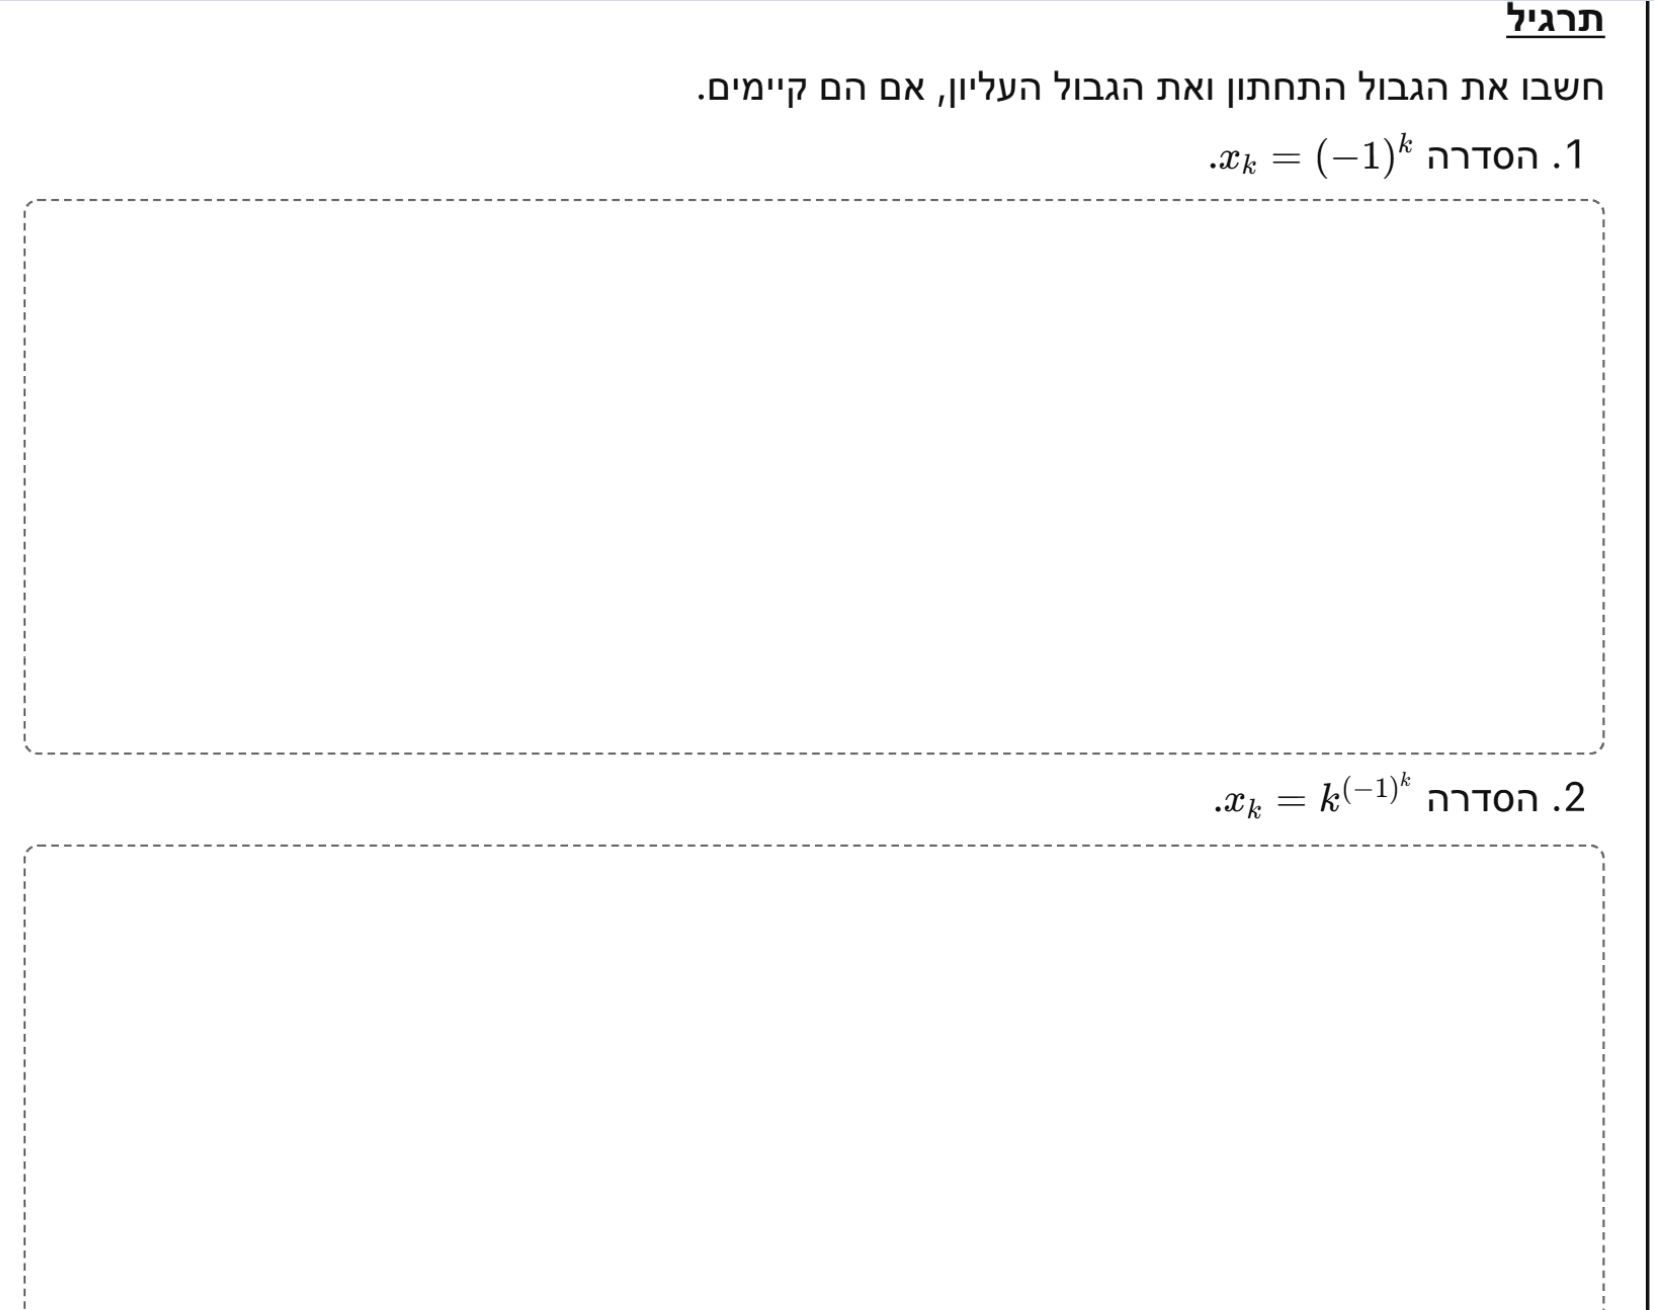 תרגיל
חשבו את הגבול התחתון ואת הגבול העליון, אם הם קיימים.
1. הסדרה $x_k = (-1)^k$.
2. הסדרה $x_k = k^{(-1)^k}$.